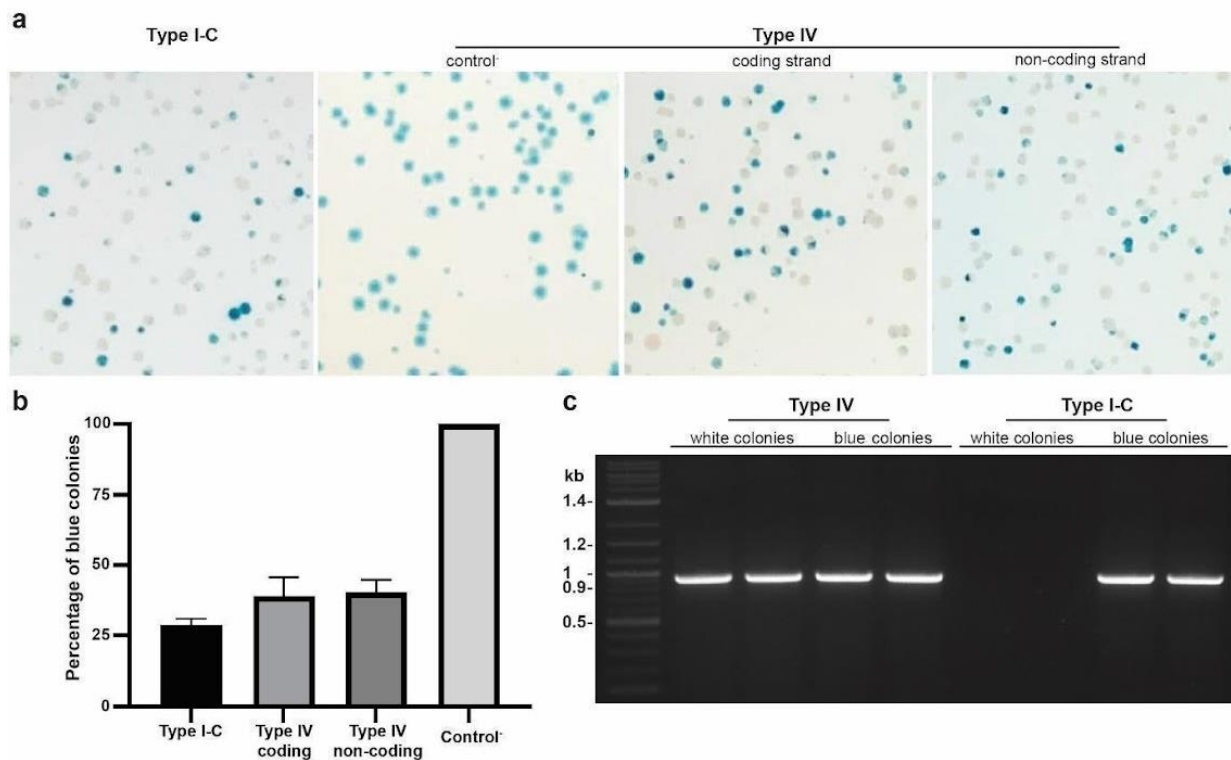 a
Type I-C
Type IV
control-
coding strand
non-coding strand
b
Percentage of blue colonies
100
75
50
25
0
Type I-C
Type IV
coding
Type IV
non-coding
Control-
c
Type IV
Type I-C
white colonies
blue colonies
white colonies
blue colonies
kb
1.4-
1.2-
1 -
0.9-
0.5-